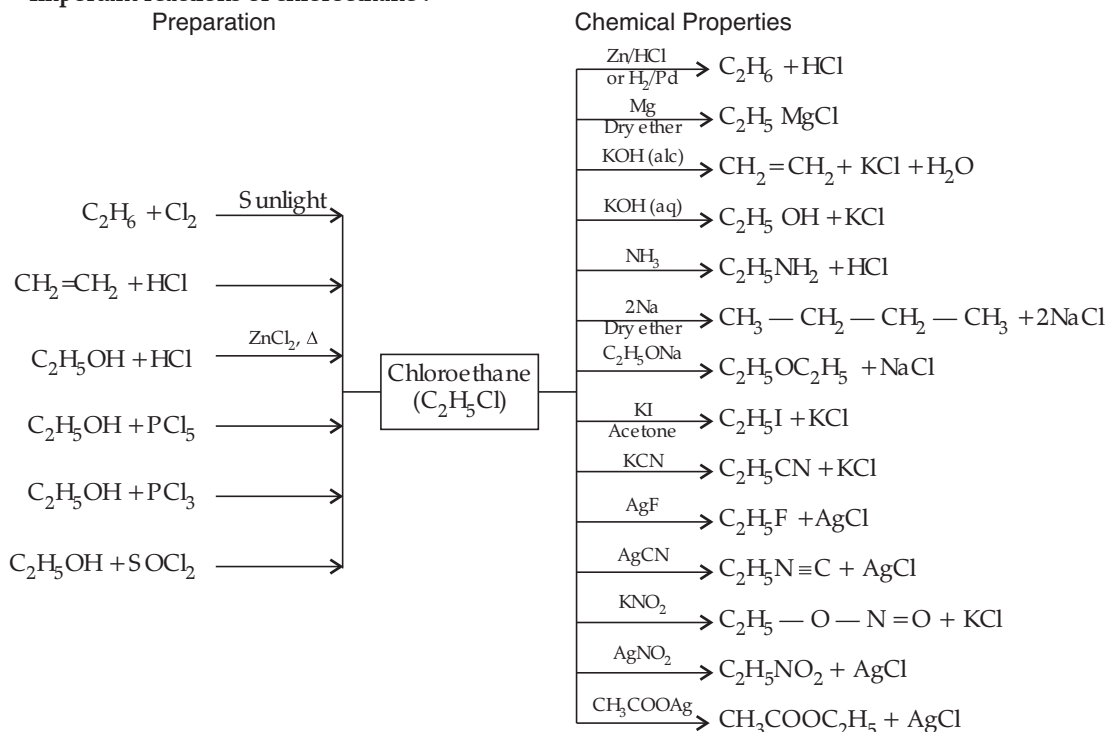 Important reactions of chloroethane :
Preparation
Chemical Properties
C₂H₆ + Cl₂ Sunlight
CH₂=CH₂ + HCl
C₂H₅OH + HCl ZnCl₂, Δ
C₂H₅OH + PCl₅
C₂H₅OH + PCl₃
C₂H₅OH + SOCl₂
Chloroethane
(C₂H₅Cl)
Zn/HCl
or H₂/Pd
C₂H₆ + HCl
Mg
Dry ether
C₂H₅ MgCl
KOH (alc)
CH₂=CH₂ + KCl + H₂O
KOH (aq)
C₂H₅ OH + KCl
NH₃
C₂H₅NH₂ + HCl
2Na
Dry ether
CH₃ — CH₂ — CH₂ — CH₃ + 2NaCl
C₂H₅ONa
C₂H₅OC₂H₅ + NaCl
KI
Acetone
C₂H₅I + KCl
KCN
C₂H₅CN + KCl
AgF
C₂H₅F + AgCl
AgCN
C₂H₅N≡C + AgCl
KNO₂
C₂H₅ — O — N = O + KCl
AgNO₂
C₂H₅NO₂ + AgCl
CH₃COOAg
CH₃COOC₂H₅ + AgCl